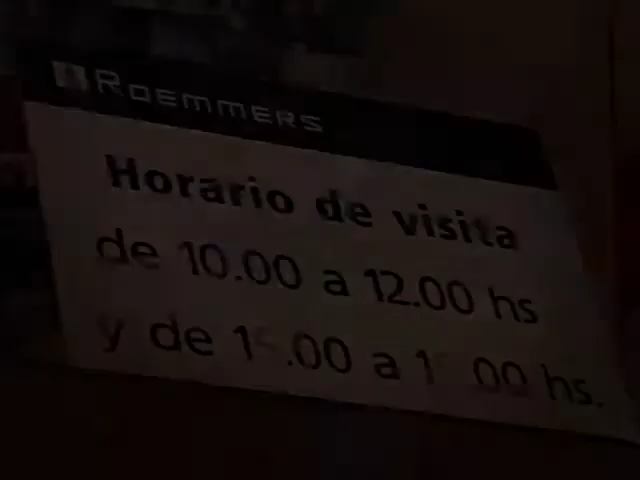 ROEMMERS
Horario de visita
de 10.00 a 12.00 hs
y de a hs.